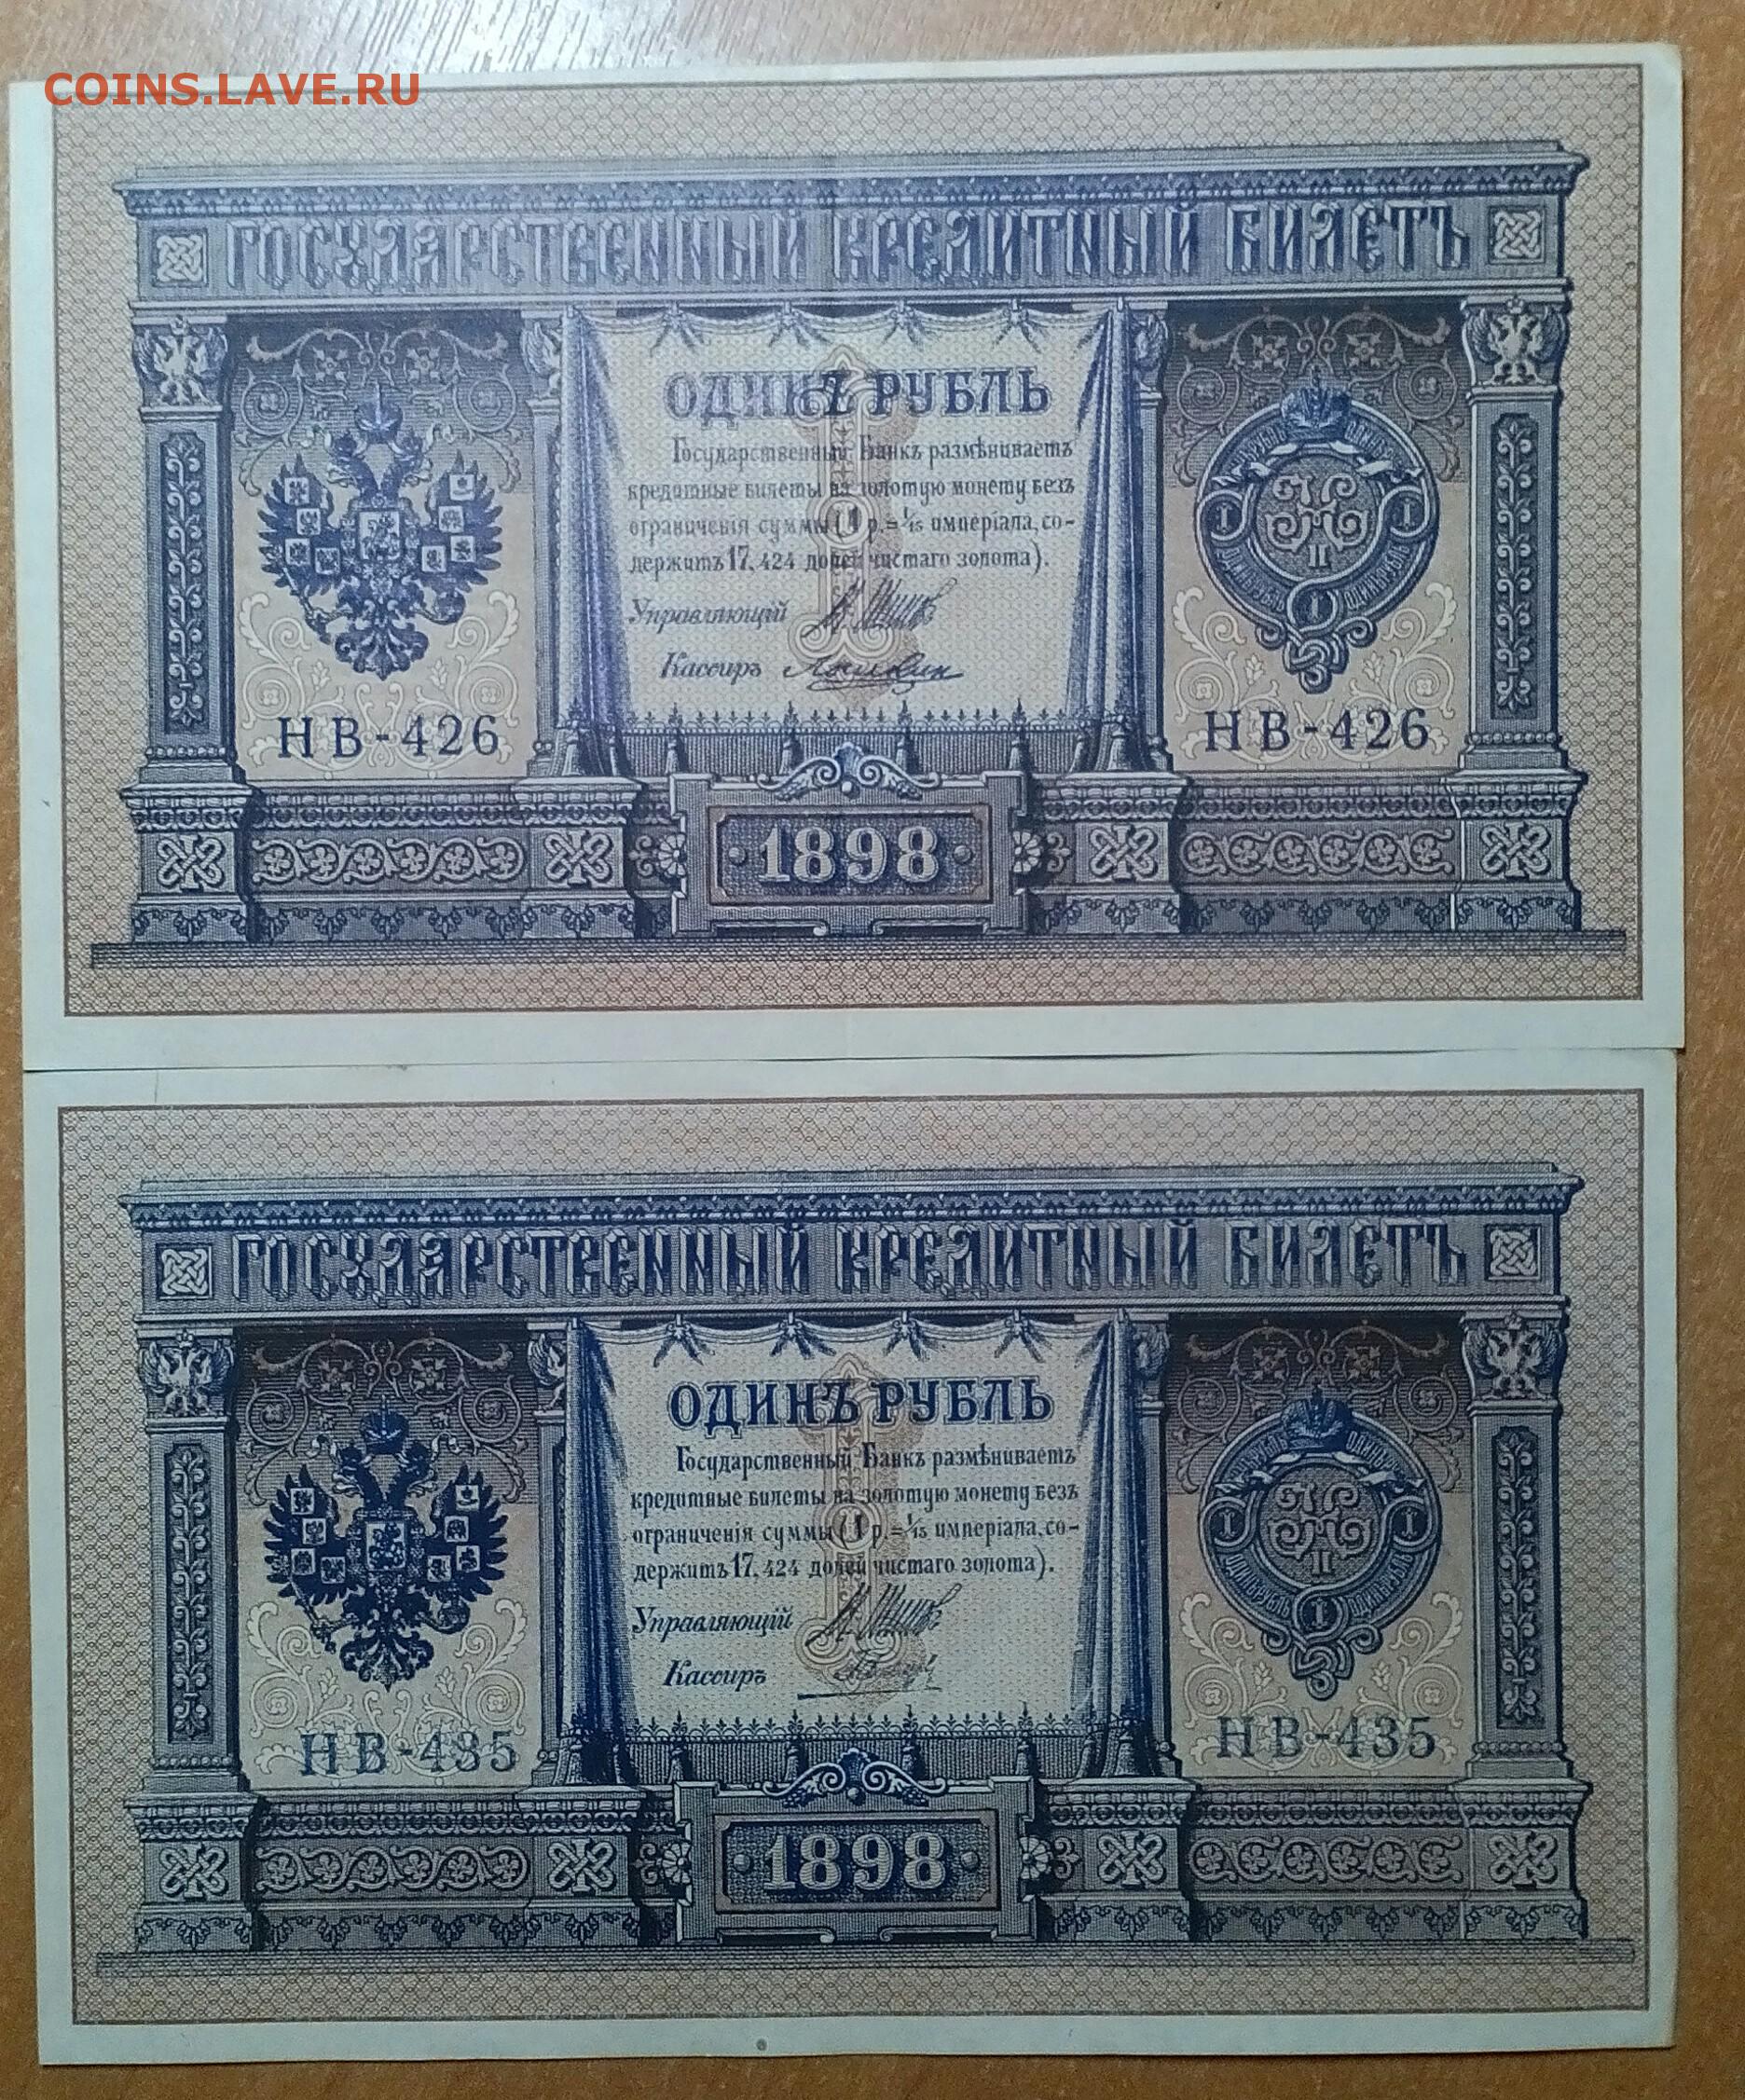 COINS.LAVE.RU
ГОСУДАРСТВЕННЫЙ КРЕДИТНЫЙ БИЛЕТЪ
ОДИНЪ РУБЛЬ
Государственный Банкъ размѣниваетъ
кредитные билеты на золотую монету безъ
ограниченія суммы (1 р.=1/15 имперіала, со-
держитъ 17,424 долей чистаго золота).
Управляющій
Кассиръ
НВ-426 НВ-426
1898
ГОСУДАРСТВЕННЫЙ КРЕДИТНЫЙ БИЛЕТЪ
ОДИНЪ РУБЛЬ
Государственный Банкъ размѣниваетъ
кредитные билеты на золотую монету безъ
ограниченія суммы (1 р.=1/15 имперіала, со-
держитъ 17,424 долей чистаго золота).
Управляющій
Кассиръ
НВ-435 НВ-435
1898